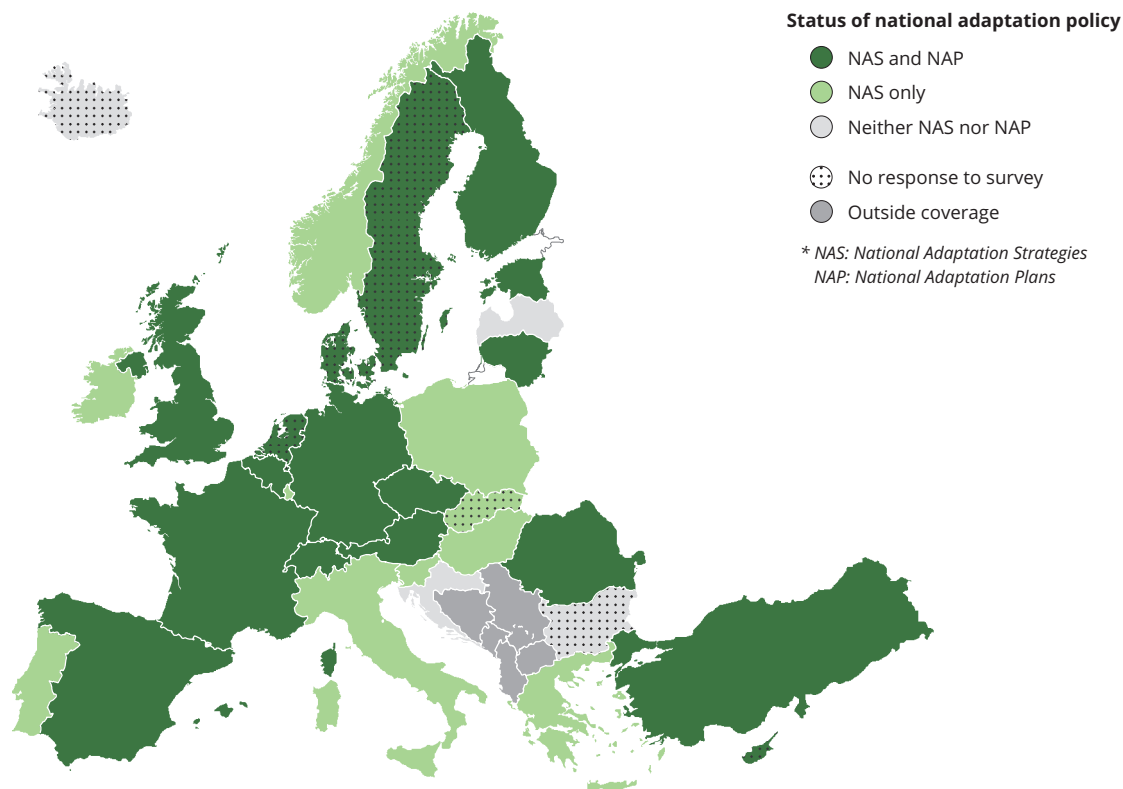 Status of national adaptation policy
NAS and NAP
NAS only
Neither NAS nor NAP
No response to survey
Outside coverage
* NAS: National Adaptation Strategies
NAP: National Adaptation Plans